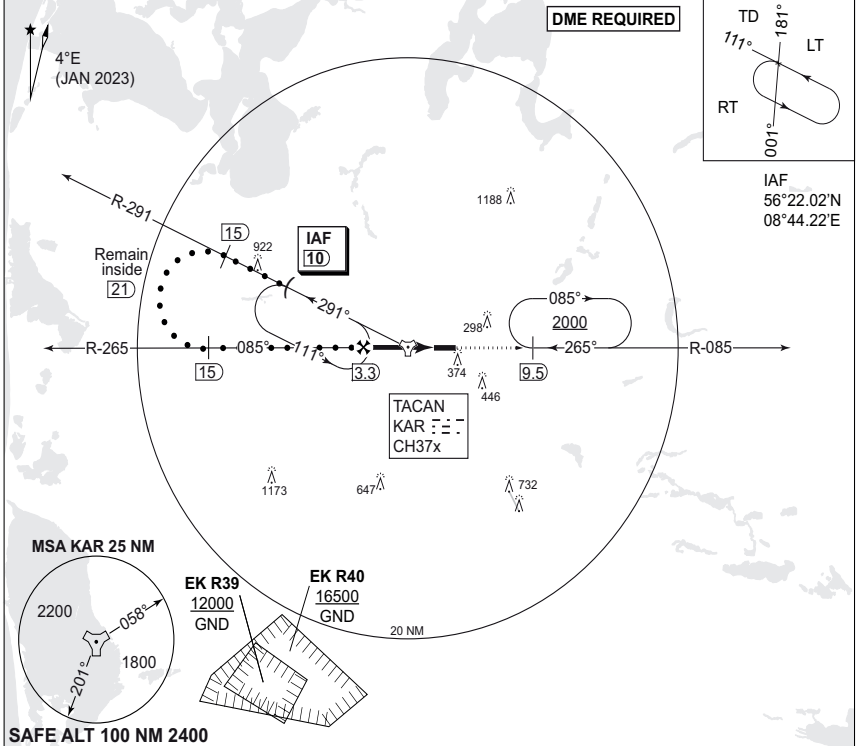 DME REQUIRED
4°E
(JAN 2023)
TD
181°
111°
LT
RT
001°
IAF
56°22.02'N
08°44.22'E
R-291
1188
15
922
IAF
10
Remain
inside
21
291°
298
085°
2000
R-265
085°
111°
265°
R-085
15
3.3
374
9.5
446
TACAN
KAR
CH37x
1173
647
732
MSA KAR 25 NM
2200
058°
1800
201°
EK R39
12000
GND
EK R40
16500
GND
20 NM
SAFE ALT 100 NM 2400